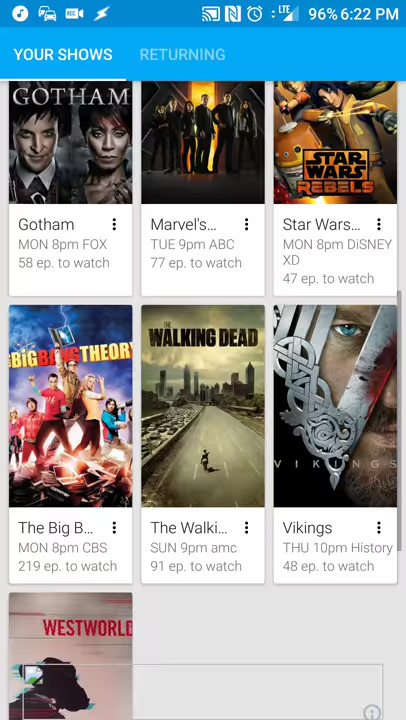 LTE 96% 6:22 PM
YOUR SHOWS RETURNING
GOTHAM
STAR WARS
REBELS
Gotham
MON 8pm FOX
58 ep. to watch
Marvel's...
TUE 9pm ABC
77 ep. to watch
Star Wars...
MON 8pm DiSNEY
XD
47 ep. to watch
BIG BANG THEORY
THE
WALKING DEAD
VIKINGS
The Big B...
MON 8pm CBS
219 ep. to watch
The Walki...
SUN 9pm amc
91 ep. to watch
Vikings
THU 10pm History
48 ep. to watch
WESTWORLD